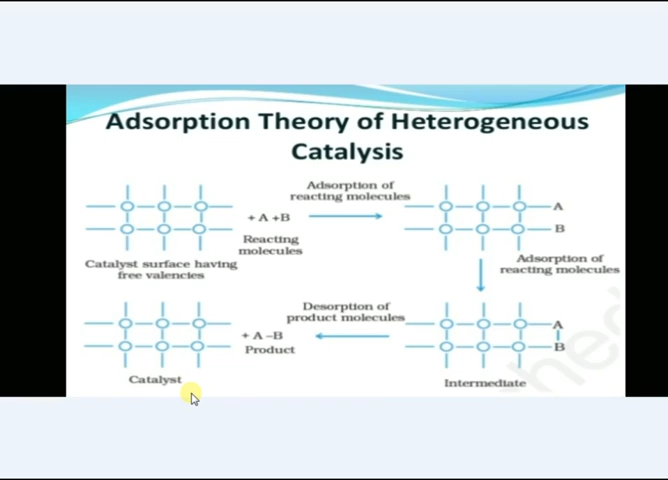 Adsorption Theory of Heterogeneous
Catalysis
Adsorption of
reacting molecules
+ A +B
Reacting
molecules
A
B
Catalyst surface having
free valencies
Adsorption of
reacting molecules
Desorption of
product molecules
+ A –B
Product
A
B
Catalyst
Intermediate